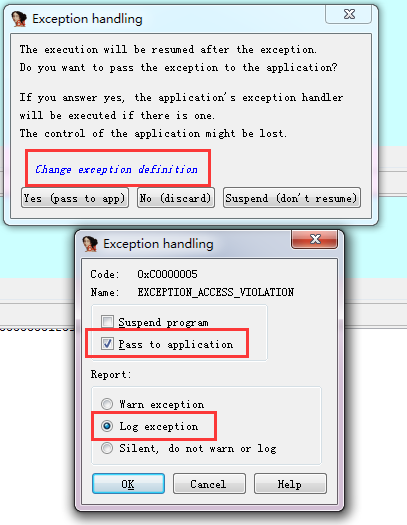 Exception handling
The execution will be resumed after the exception.
Do you want to pass the exception to the application?
If you answer yes, the application's exception handler
will be executed if there is one.
The control of the application might be lost.
Change exception definition
Yes (pass to app) No (discard) Suspend (don't resume)
Exception handling
Code: 0xC0000005
Name: EXCEPTION_ACCESS_VIOLATION
Suspend program
Pass to application
Report:
Warn exception
Log exception
Silent, do not warn or log
OK Cancel Help